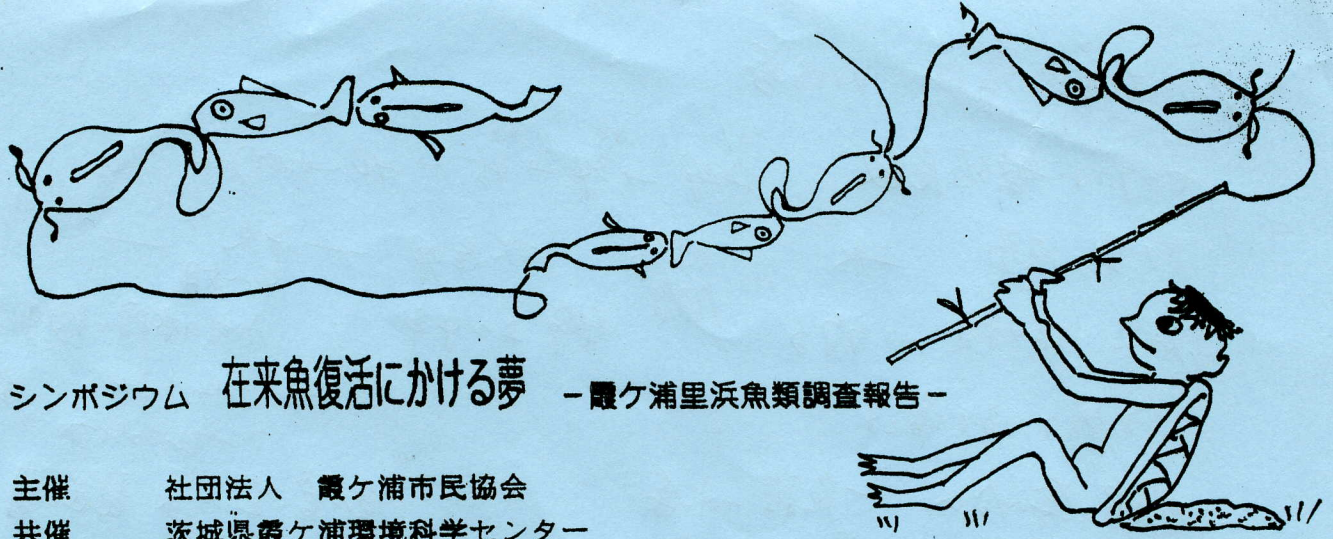 シンポジウム 在来魚復活にかける夢 －霞ケ浦里浜魚類調査報告－
主催 社団法人 霞ケ浦市民協会
共催 茨城県霞ケ浦環境科学センター